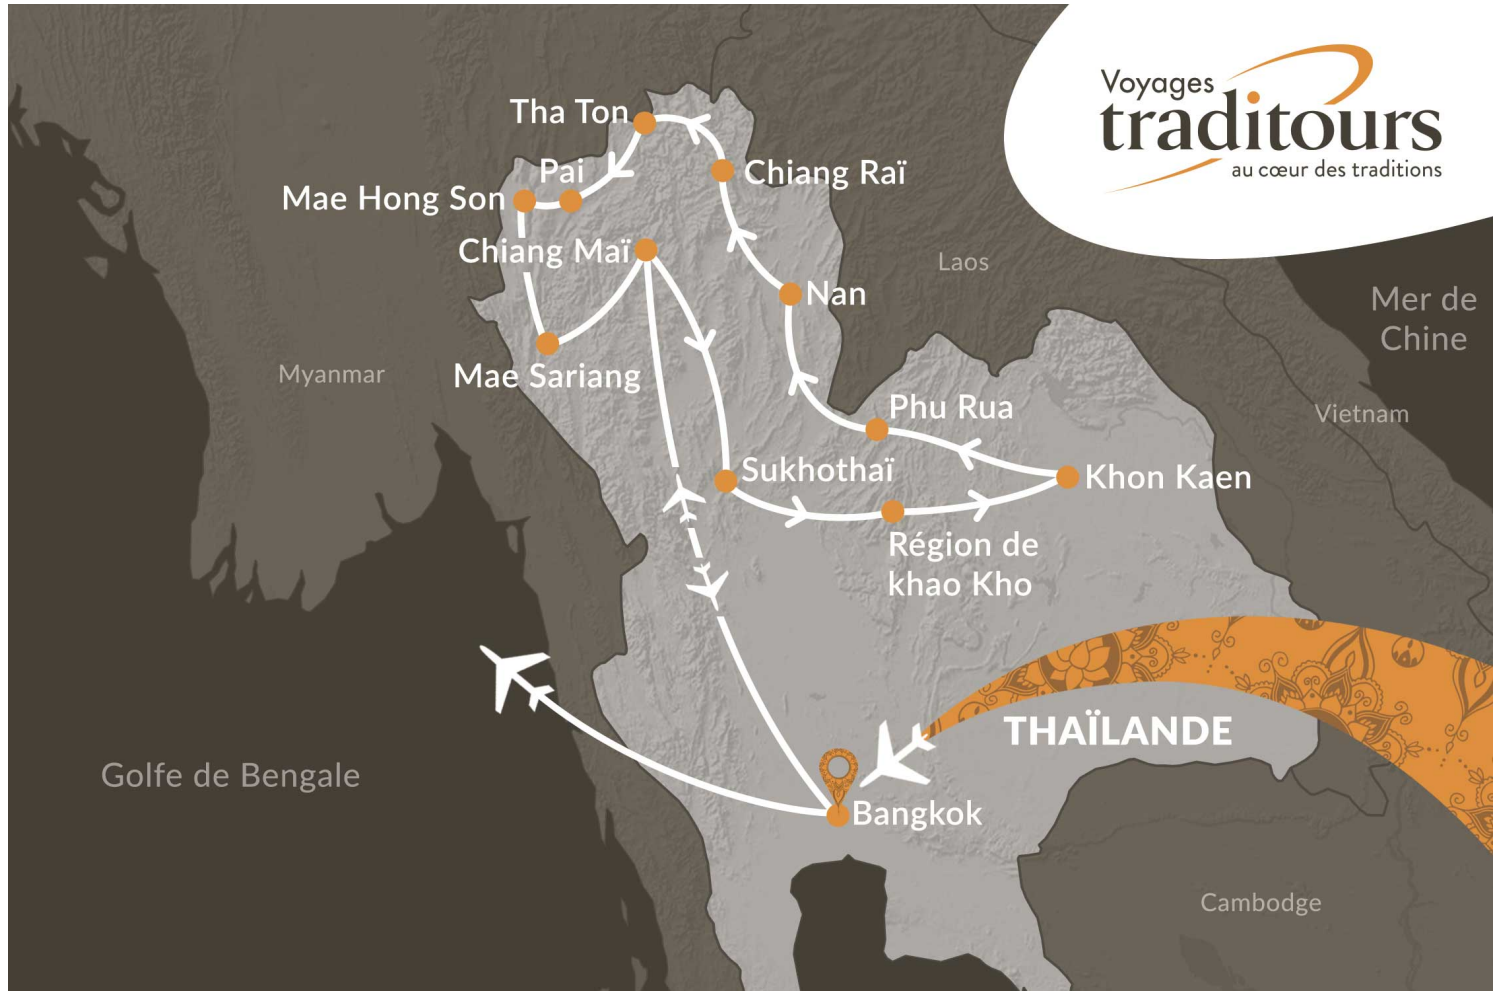 Voyages
traditours
au cœur des traditions
Tha Ton
Pai
Chiang Raï
Mae Hong Son
Chiang Maï
Laos
Nan
Mer de
Chine
Myanmar
Mae Sariang
Phu Rua
Vietnam
Sukhothaï
Khon Kaen
Région de
khao Kho
THAÏLANDE
Golfe de Bengale
Bangkok
Cambodge